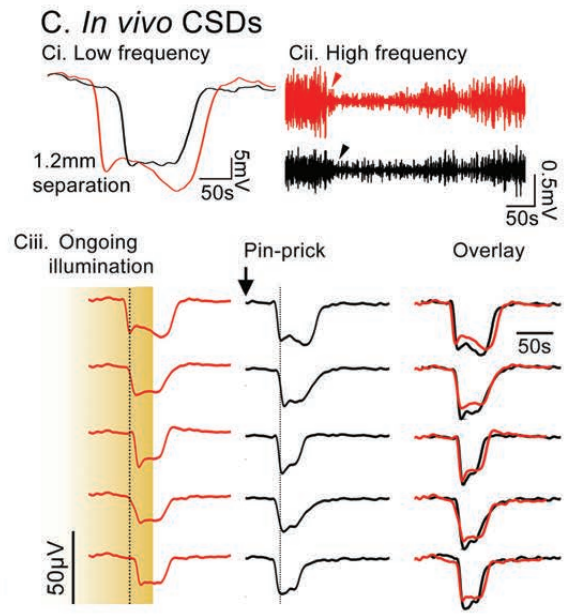 C. In vivo CSDs
Ci. Low frequency
Cii. High frequency
1.2mm
separation
5mV
50s
0.5mV
50s
Ciii. Ongoing
illumination
Pin-prick
Overlay
50s
50µV